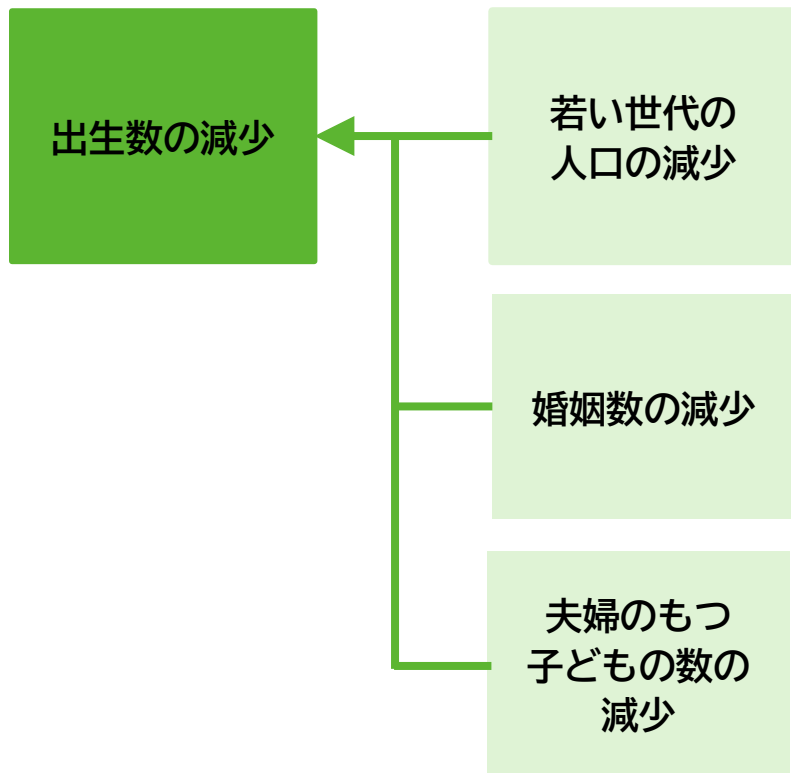 出生数の減少
若い世代の
人口の減少
婚姻数の減少
夫婦のもつ
子どもの数の
減少